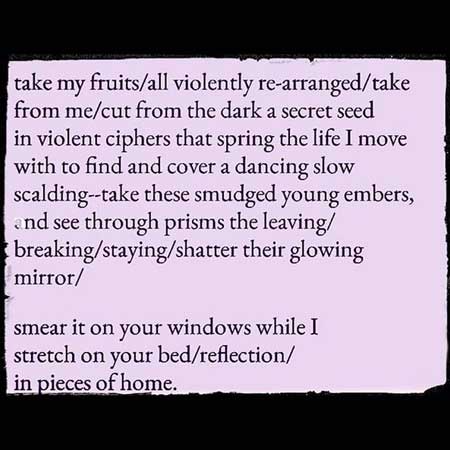 take my fruits/all violently re-arranged/take
from me/cut from the dark a secret seed
in violent ciphers that spring the life I move
with to find and cover a dancing slow
scalding--take these smudged young embers,
and see through prisms the leaving/
breaking/staying/shatter their glowing
mirror/
smear it on your windows while I
stretch on your bed/reflection/
in pieces of home.